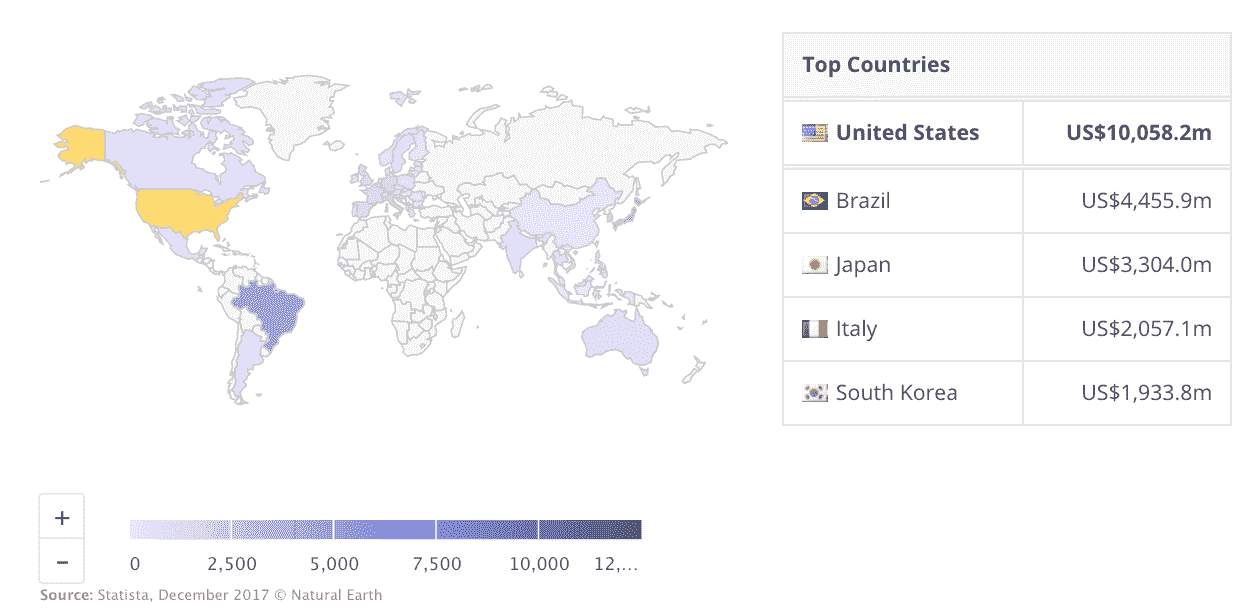 Top Countries
United States US$10,058.2m
Brazil US$4,455.9m
Japan US$3,304.0m
Italy US$2,057.1m
South Korea US$1,933.8m
+
−
0 2,500 5,000 7,500 10,000 12,...
Source: Statista, December 2017 © Natural Earth